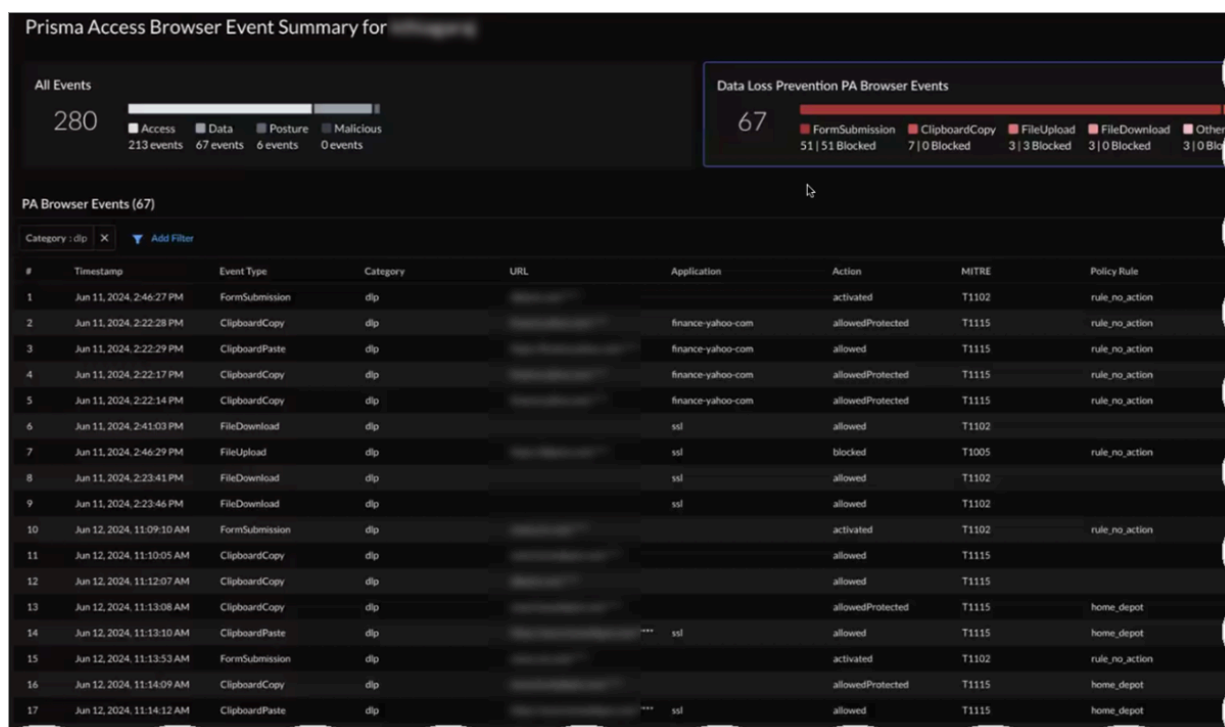 Prisma Access Browser Event Summary for
All Events
280
Access Data Posture Malicious
213 events 67 events 6 events 0 events
Data Loss Prevention PA Browser Events
67
FormSubmission ClipboardCopy FileUpload FileDownload Other
51 | 51 Blocked 7 | 0 Blocked 3 | 3 Blocked 3 | 0 Blocked 3 | 0 Blo
PA Browser Events (67)
Category : dlp × Add Filter
# Timestamp Event Type Category URL Application Action MITRE Policy Rule
1 Jun 11, 2024, 2:46:27 PM FormSubmission dlp activated T1102 rule_no_action
2 Jun 11, 2024, 2:22:28 PM ClipboardCopy dlp finance-yahoo-com allowedProtected T1115 rule_no_action
3 Jun 11, 2024, 2:22:29 PM ClipboardPaste dlp finance-yahoo-com allowed T1115 rule_no_action
4 Jun 11, 2024, 2:22:17 PM ClipboardCopy dlp finance-yahoo-com allowedProtected T1115 rule_no_action
5 Jun 11, 2024, 2:22:14 PM ClipboardCopy dlp finance-yahoo-com allowedProtected T1115 rule_no_action
6 Jun 11, 2024, 2:41:03 PM FileDownload dlp ssl allowed T1102
7 Jun 11, 2024, 2:46:29 PM FileUpload dlp ssl blocked T1005 rule_no_action
8 Jun 11, 2024, 2:23:41 PM FileDownload dlp ssl allowed T1102
9 Jun 11, 2024, 2:23:46 PM FileDownload dlp ssl allowed T1102
10 Jun 12, 2024, 11:09:10 AM FormSubmission dlp activated T1102 rule_no_action
11 Jun 12, 2024, 11:10:05 AM ClipboardCopy dlp allowed T1115
12 Jun 12, 2024, 11:12:07 AM ClipboardCopy dlp allowed T1115
13 Jun 12, 2024, 11:13:08 AM ClipboardCopy dlp allowedProtected T1115 home_depot
14 Jun 12, 2024, 11:13:10 AM ClipboardPaste dlp **** ssl allowed T1115 home_depot
15 Jun 12, 2024, 11:13:53 AM FormSubmission dlp activated T1102 rule_no_action
16 Jun 12, 2024, 11:14:09 AM ClipboardCopy dlp allowedProtected T1115 home_depot
17 Jun 12, 2024, 11:14:12 AM ClipboardPaste dlp **** ssl allowed T1115 home_depot